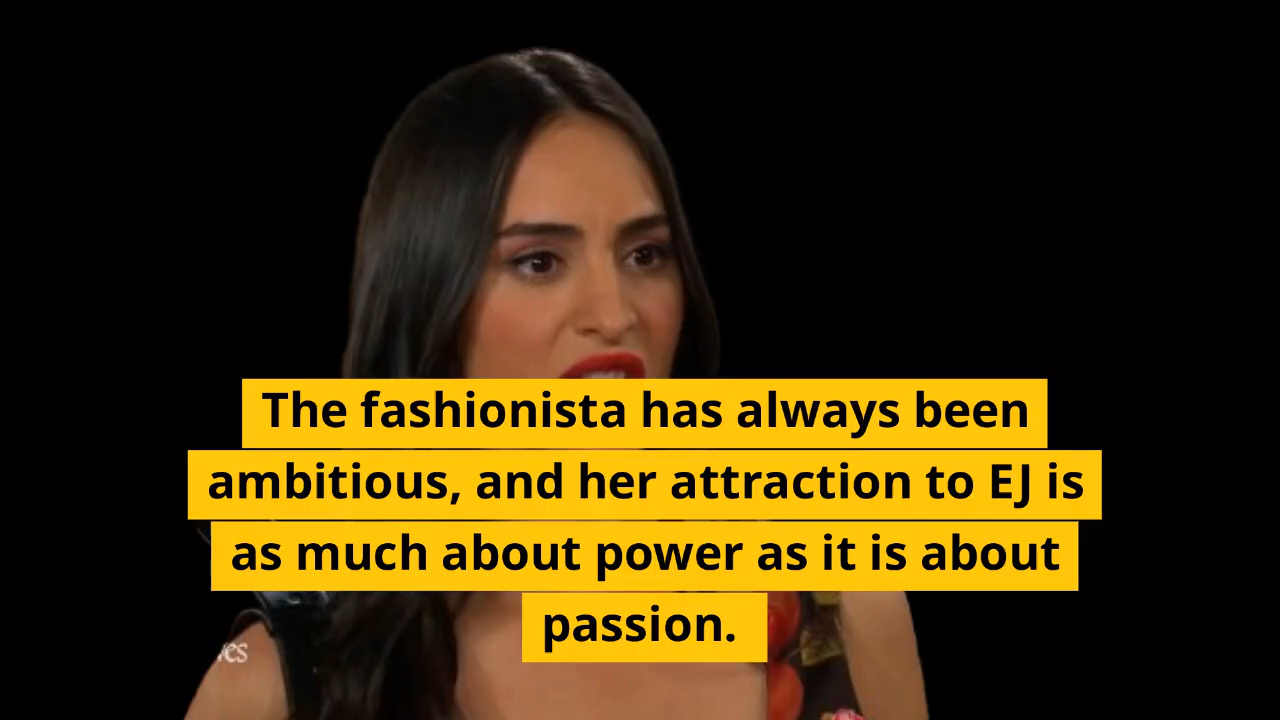 The fashionista has always been
ambitious, and her attraction to EJ is
as much about power as it is about
passion.